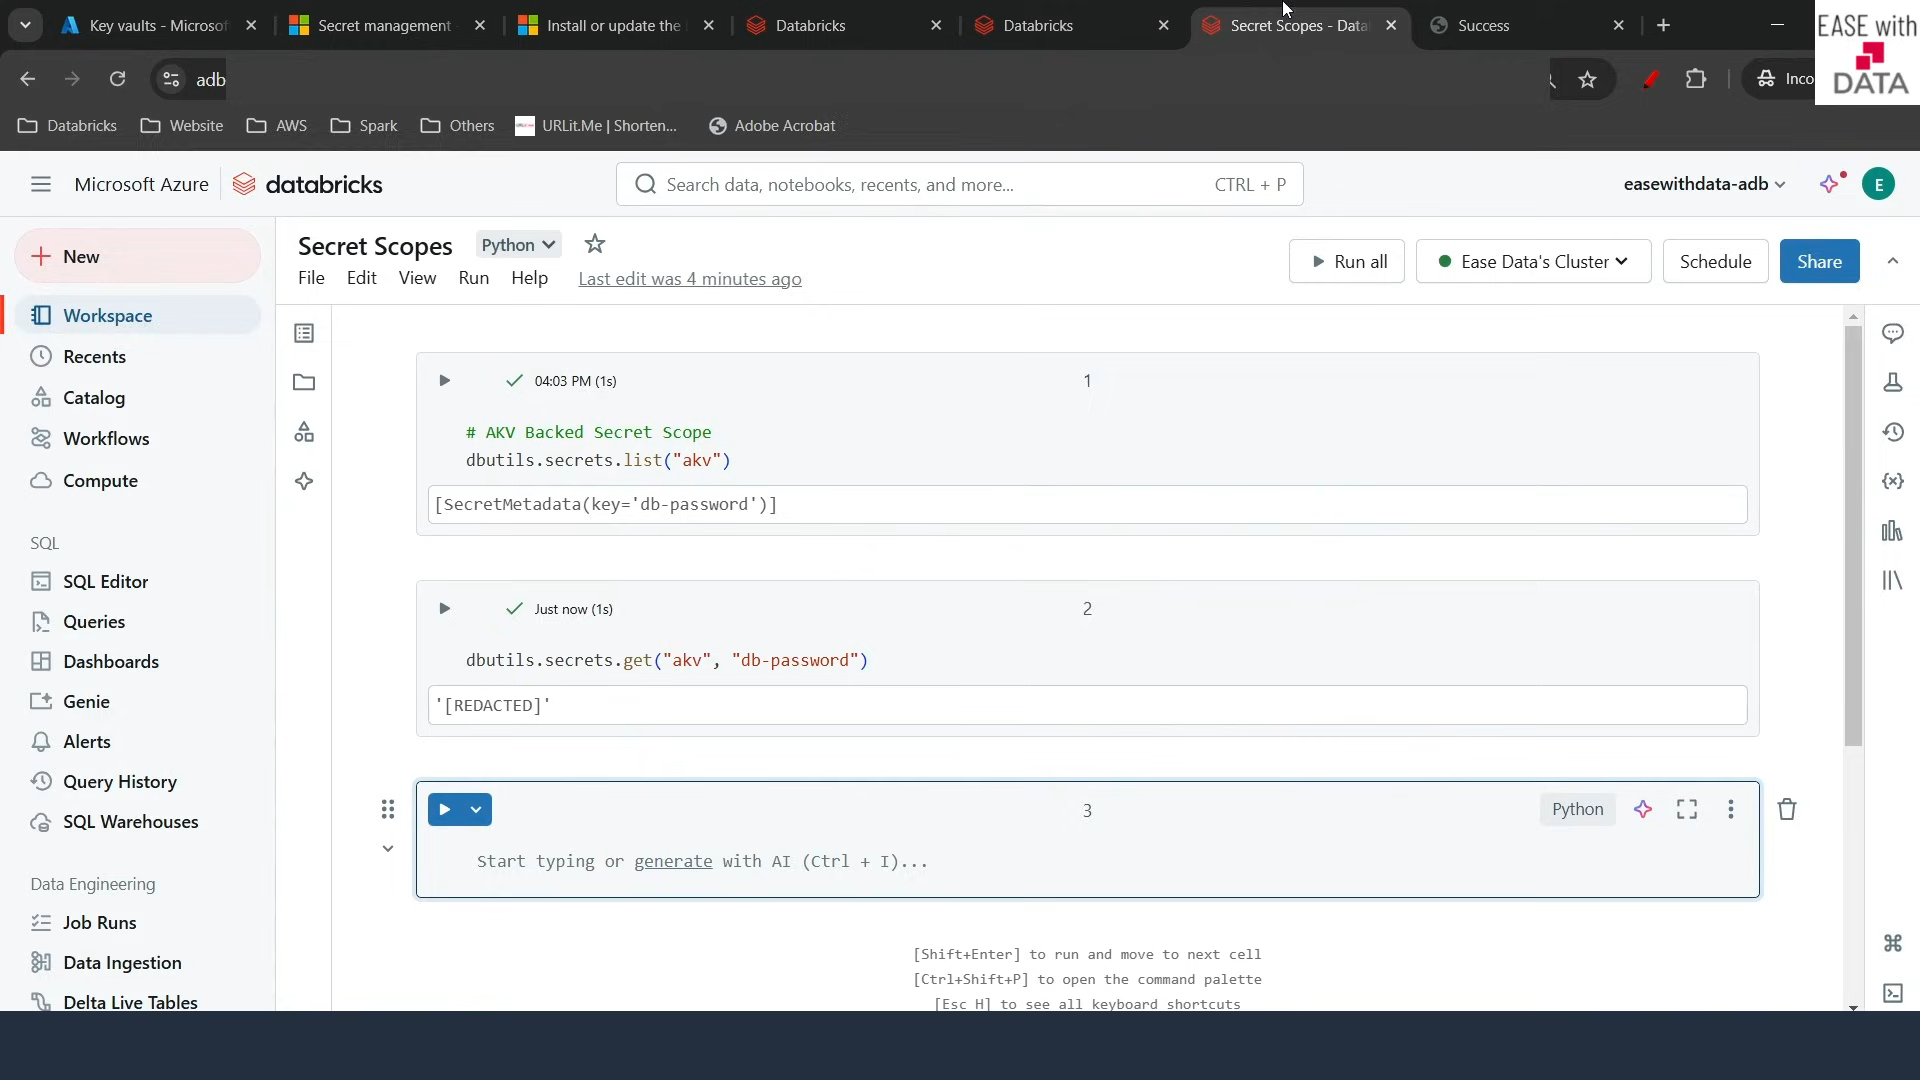 Key vaults - Microsof
Secret management
Install or update the
Databricks
Databricks
Secret Scopes - Data
Success
EASE with
DATA
adb
Inco
Databricks
Website
AWS
Spark
Others
URLit.Me | Shorten...
Adobe Acrobat
Microsoft Azure
databricks
Search data, notebooks, recents, and more...
CTRL + P
easewithdata-adb
E
New
Workspace
Recents
Catalog
Workflows
Compute
SQL
SQL Editor
Queries
Dashboards
Genie
Alerts
Query History
SQL Warehouses
Data Engineering
Job Runs
Data Ingestion
Delta Live Tables
Secret Scopes
Python
File
Edit
View
Run
Help
Last edit was 4 minutes ago
Run all
Ease Data's Cluster
Schedule
Share
04:03 PM (1s)
1
# AKV Backed Secret Scope
dbutils.secrets.list("akv")
[SecretMetadata(key='db-password')]
Just now (1s)
2
dbutils.secrets.get("akv", "db-password")
'[REDACTED]'
3
Python
Start typing or generate with AI (Ctrl + I)...
[Shift+Enter] to run and move to next cell
[Ctrl+Shift+P] to open the command palette
[Esc H] to see all keyboard shortcuts